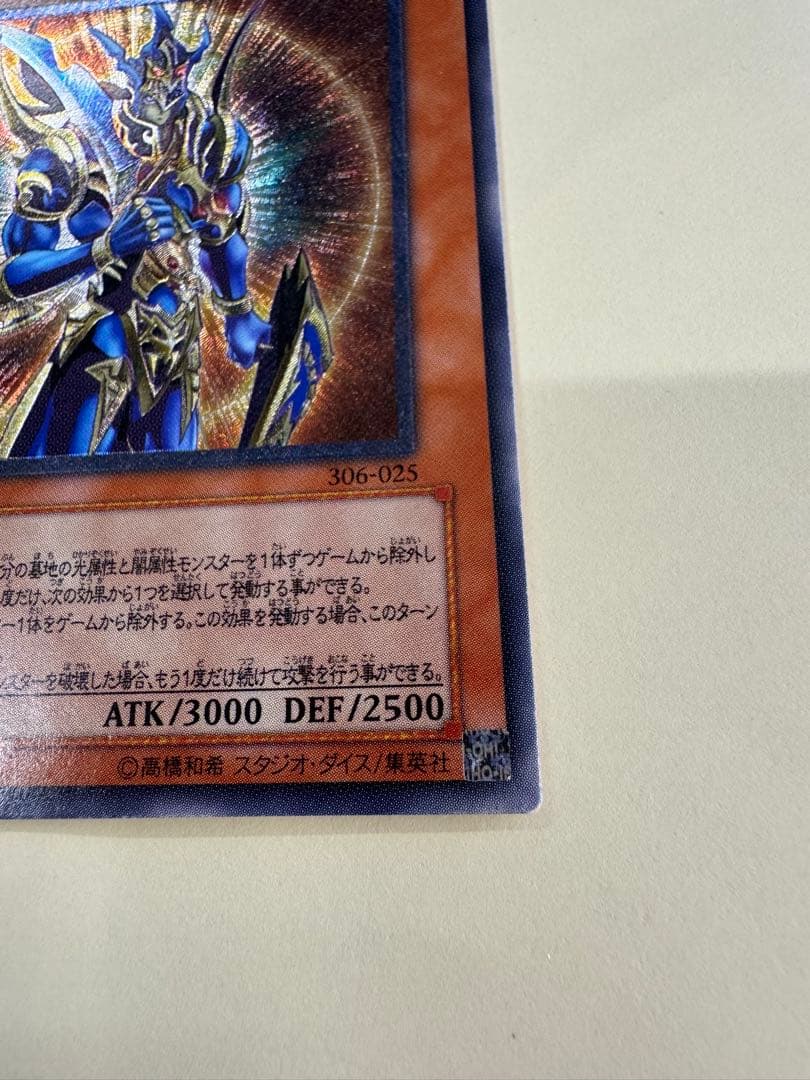 306-025
分の墓地の光属性と闇属性モンスターを1体ずつゲームから除外し
度だけ、次の効果から1つを選択して発動する事ができる。
ー1体をゲームから除外する。この効果を発動する場合、このターン
ンスターを破壊した場合、もう1度だけ続けて攻撃を行う事ができる。
ATK/3000 DEF/2500
©高橋和希 スタジオ・ダイス/集英社